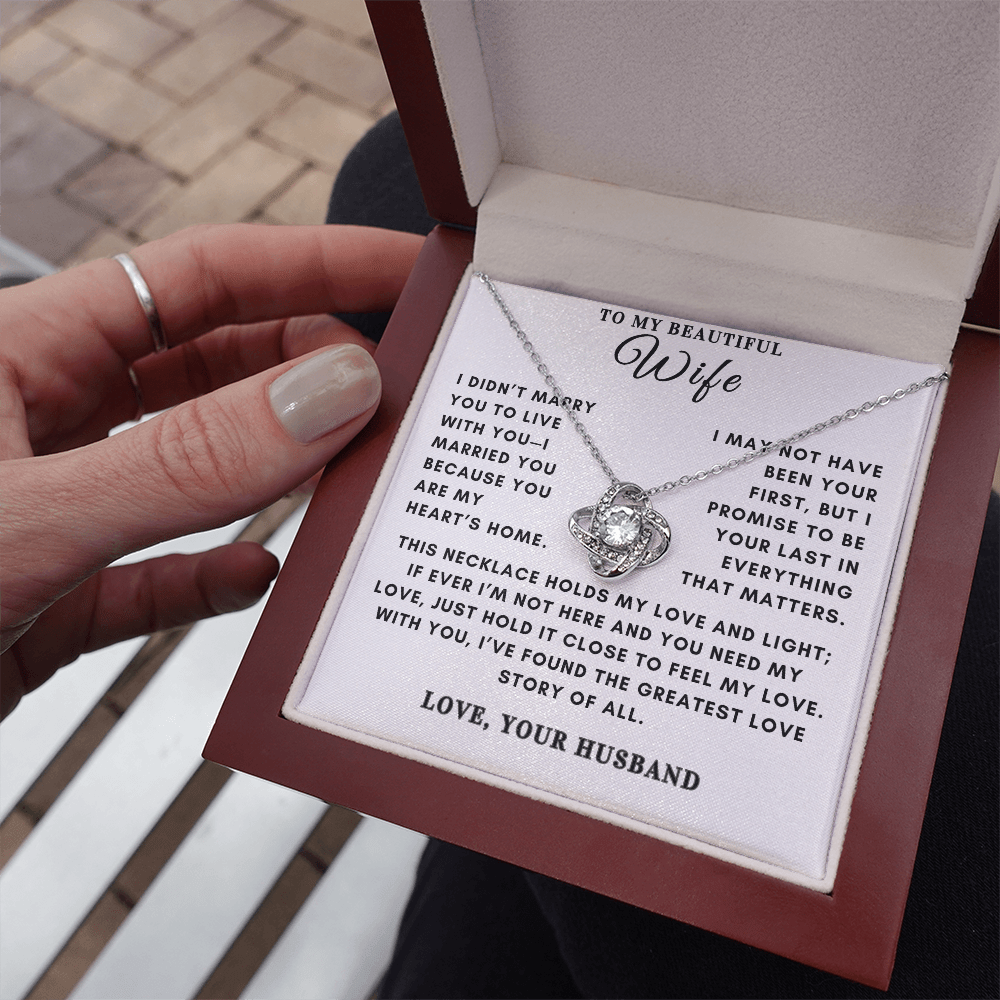 TO MY BEAUTIFUL
Wife
I DIDN'T MARRY
YOU TO LIVE
WITH YOU—I
MARRIED YOU
BECAUSE YOU
ARE MY
HEART'S HOME.
I MAY NOT HAVE
BEEN YOUR
FIRST, BUT I
PROMISE TO BE
YOUR LAST IN
EVERYTHING
THAT MATTERS.
THIS NECKLACE HOLDS MY LOVE AND LIGHT;
IF EVER I'M NOT HERE AND YOU NEED MY
LOVE, JUST HOLD IT CLOSE TO FEEL MY LOVE.
WITH YOU, I'VE FOUND THE GREATEST LOVE
STORY OF ALL.
LOVE, YOUR HUSBAND